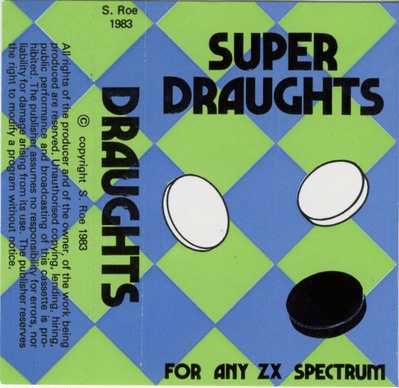 All rights of the producer and of the owner, of the work being
produced are reserved. Unauthorised copying, lending, hiring,
public performance and broadcasting of this cassette is pro-
hibited. The publisher assumes no responsibility for errors, nor
liability for damage arising from its use. The publisher reserves
the right to modify a program without notice.
S. Roe
1983
DRAUGHTS
© copyright S. Roe 1983
SUPER
DRAUGHTS
FOR ANY ZX SPECTRUM